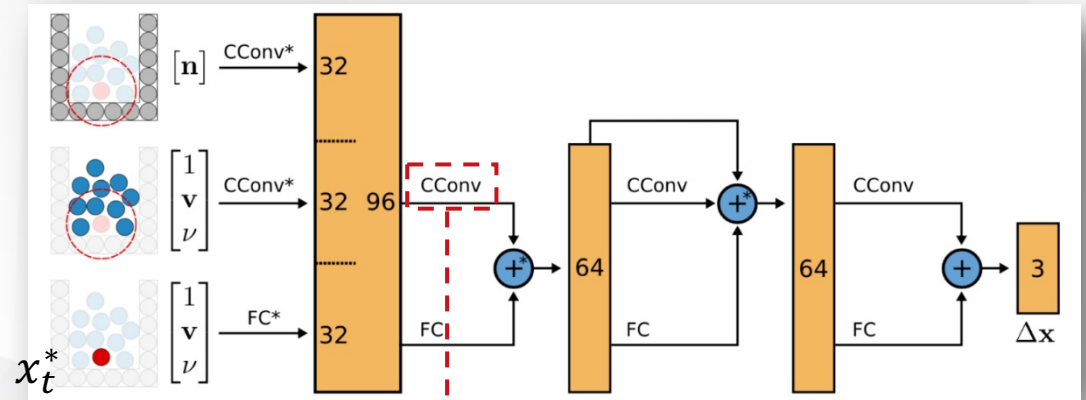 [n] CConv* 32
[1 v ν] CConv* 32 96 CConv
+*
64 CConv
+*
64 CConv
+
3
Δx
[1 v ν] FC* 32 FC
FC
FC
x*t